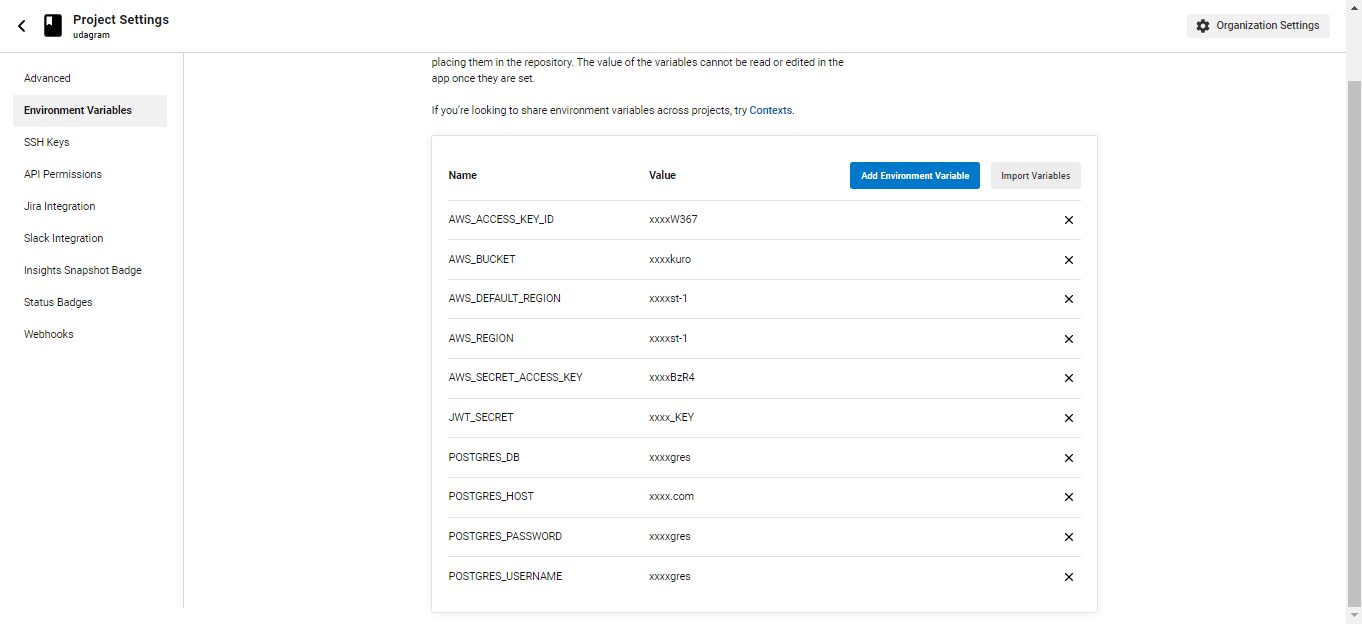 Project Settings
udagram
Organization Settings
Advanced
Environment Variables
SSH Keys
API Permissions
Jira Integration
Slack Integration
Insights Snapshot Badge
Status Badges
Webhooks
placing them in the repository. The value of the variables cannot be read or edited in the
app once they are set.
If you're looking to share environment variables across projects, try Contexts.
Name Value Add Environment Variable Import Variables
AWS_ACCESS_KEY_ID xxxxW367
AWS_BUCKET xxxxkuro
AWS_DEFAULT_REGION xxxxst-1
AWS_REGION xxxxst-1
AWS_SECRET_ACCESS_KEY xxxxBzR4
JWT_SECRET xxxx_KEY
POSTGRES_DB xxxxgres
POSTGRES_HOST xxxx.com
POSTGRES_PASSWORD xxxxgres
POSTGRES_USERNAME xxxxgres